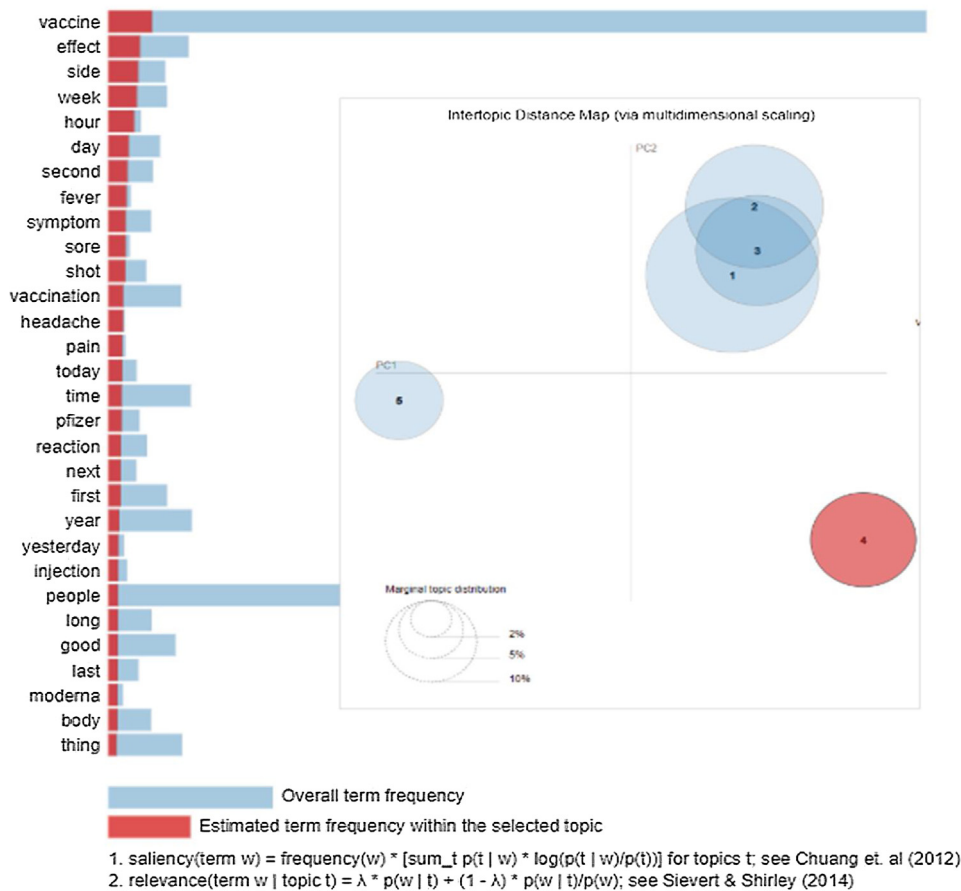 vaccine
effect
side
week
hour
day
second
fever
symptom
sore
shot
vaccination
headache
pain
today
time
pfizer
reaction
next
first
year
yesterday
injection
people
long
good
last
moderna
body
thing
Intertopic Distance Map (via multidimensional scaling)
PC2
2
3
1
PC1
5
4
Marginal topic distribution
2%
5%
10%
Overall term frequency
Estimated term frequency within the selected topic
1. saliency(term w) = frequency(w) * [sum_t p(t | w) * log(p(t | w)/p(t))] for topics t; see Chuang et. al (2012)
2. relevance(term w | topic t) = λ * p(w | t) + (1 - λ) * p(w | t)/p(w); see Sievert & Shirley (2014)